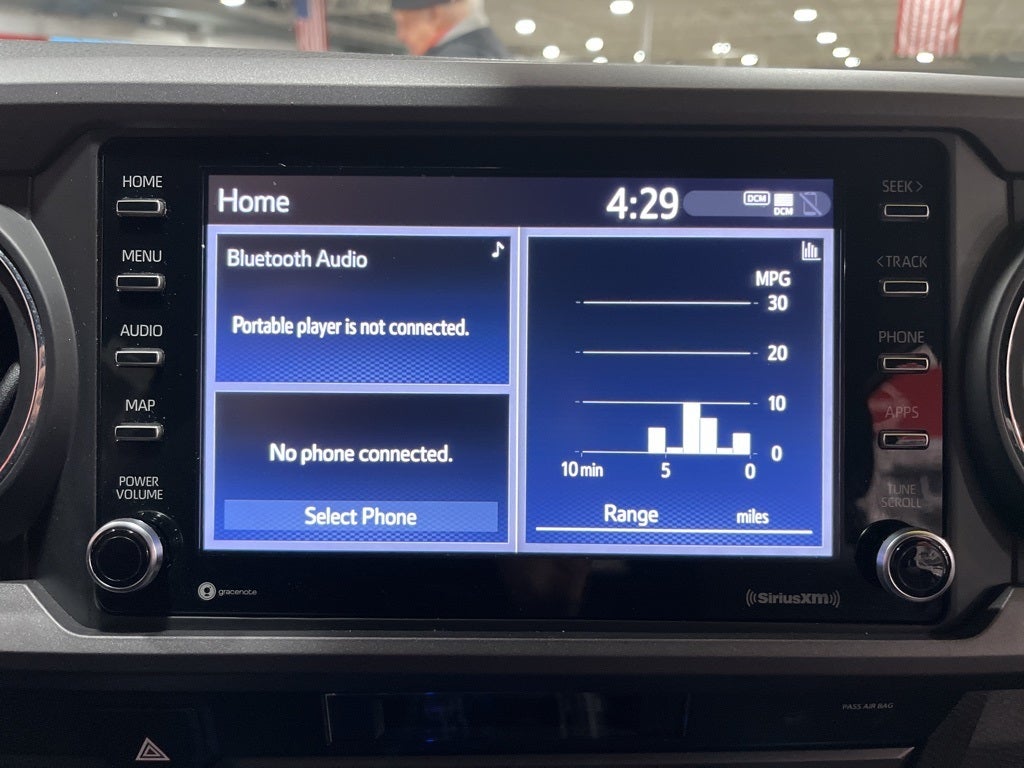 HOME
MENU
AUDIO
MAP
POWER
VOLUME
Home
4:29
DCM
DCM
Bluetooth Audio
Portable player is not connected.
No phone connected.
Select Phone
MPG
30
20
10
0
10 min 5 0
Range miles
SEEK >
< TRACK
PHONE
APPS
TUNE
SCROLL
gracenote
((SiriusXM))
PASS AIR BAG